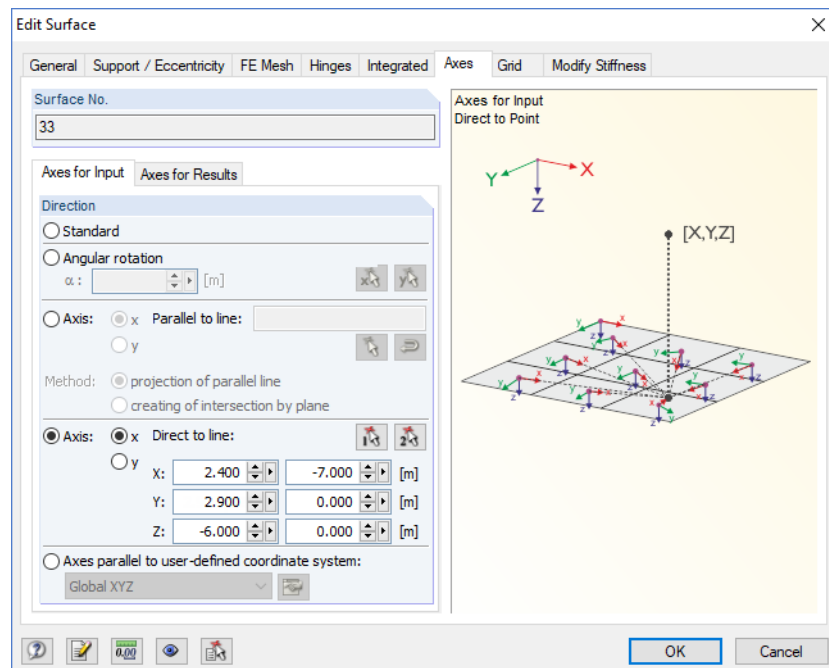 Edit Surface
General Support / Eccentricity FE Mesh Hinges Integrated Axes Grid Modify Stiffness
Surface No.
33
Axes for Input Axes for Results
Direction
Standard
Angular rotation
α : [m] x y
Axis: x Parallel to line:
y
Method: projection of parallel line
creating of intersection by plane
Axis: x Direct to line: 1 2
y
X: 2.400 -7.000 [m]
Y: 2.900 0.000 [m]
Z: -6.000 0.000 [m]
Axes parallel to user-defined coordinate system:
Global XYZ
Axes for Input
Direct to Point
Y X
Z
[X,Y,Z]
y x z
y x z
y x z
y x z
y x z
y x z
y x z
x y z
0.00
OK Cancel